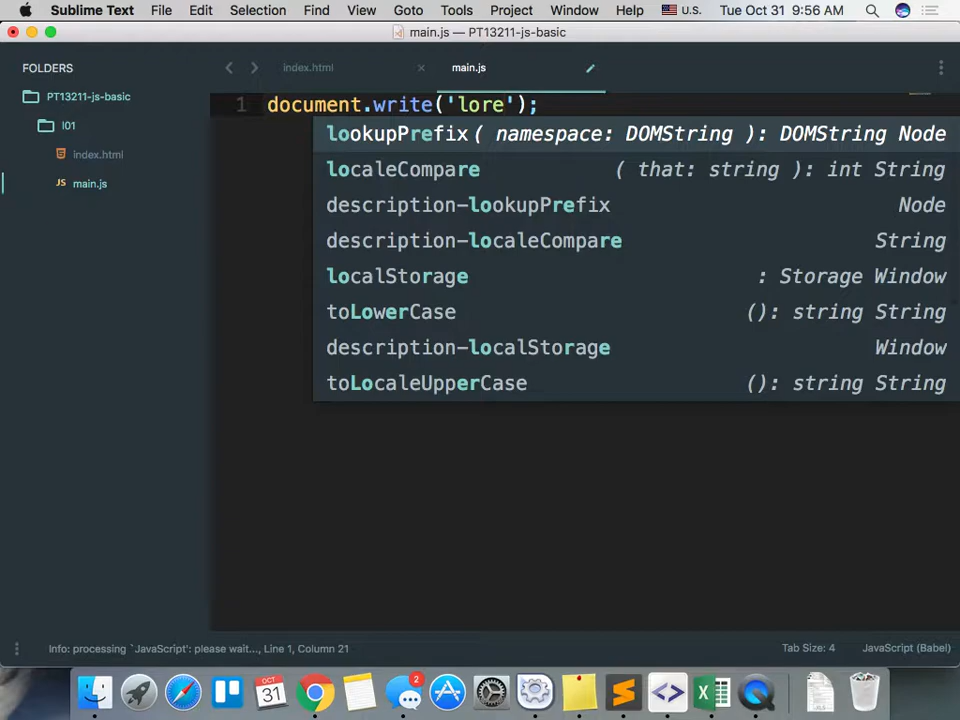 Sublime Text File Edit Selection Find View Goto Tools Project Window Help U.S. Tue Oct 31 9:56 AM
main.js — PT13211-js-basic
FOLDERS
PT13211-js-basic
l01
index.html
main.js
index.html × main.js
1 document.write('lore');
lookupPrefix( namespace: DOMString ): DOMString Node
localeCompare ( that: string ): int String
description-lookupPrefix Node
description-localeCompare String
localStorage : Storage Window
toLowerCase (): string String
description-localStorage Window
toLocaleUpperCase (): string String
Info: processing `JavaScript': please wait..., Line 1, Column 21 Tab Size: 4 JavaScript (Babel)
OCT
31
2